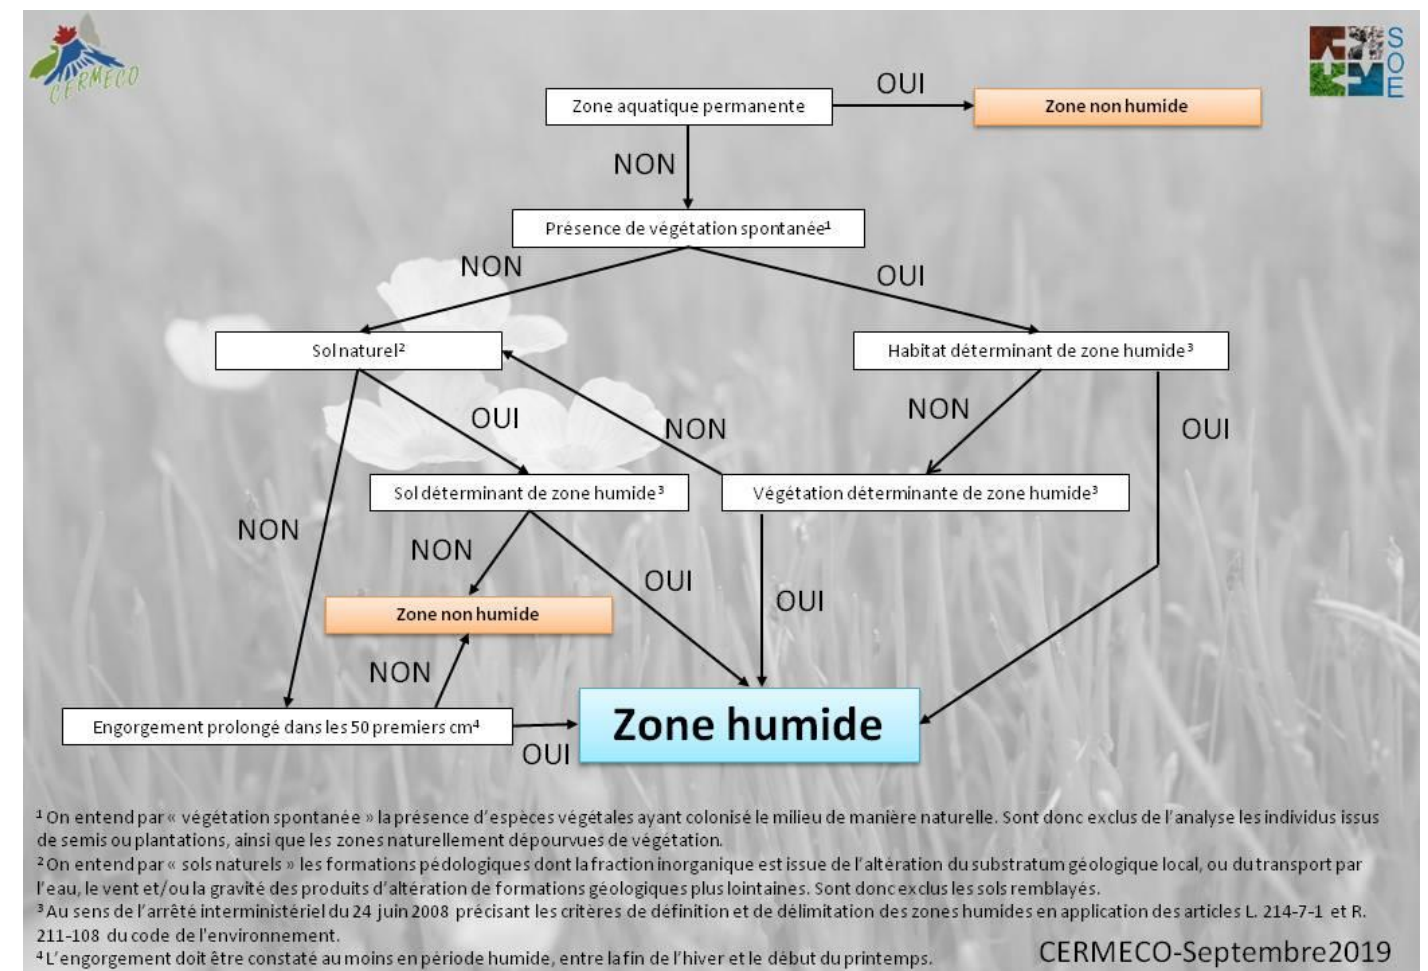 CERMECO
SOE
Zone aquatique permanente
OUI
Zone non humide
NON
Présence de végétation spontanée¹
NON
OUI
Sol naturel²
Habitat déterminant de zone humide³
OUI
NON
NON
OUI
Sol déterminant de zone humide³
Végétation déterminante de zone humide³
NON
NON
OUI
OUI
Zone non humide
NON
Engorgement prolongé dans les 50 premiers cm⁴
OUI
Zone humide
¹ On entend par « végétation spontanée » la présence d'espèces végétales ayant colonisé le milieu de manière naturelle. Sont donc exclus de l'analyse les individus issus
de semis ou plantations, ainsi que les zones naturellement dépourvues de végétation.
² On entend par « sols naturels » les formations pédologiques dont la fraction inorganique est issue de l'altération du substratum géologique local, ou du transport par
l'eau, le vent et/ou la gravité des produits d'altération de formations géologiques plus lointaines. Sont donc exclus les sols remblayés.
³ Au sens de l'arrêté interministériel du 24 juin 2008 précisant les critères de définition et de délimitation des zones humides en application des articles L. 214-7-1 et R.
211-108 du code de l'environnement.
⁴ L'engorgement doit être constaté au moins en période humide, entre la fin de l'hiver et le début du printemps.
CERMECO-Septembre2019